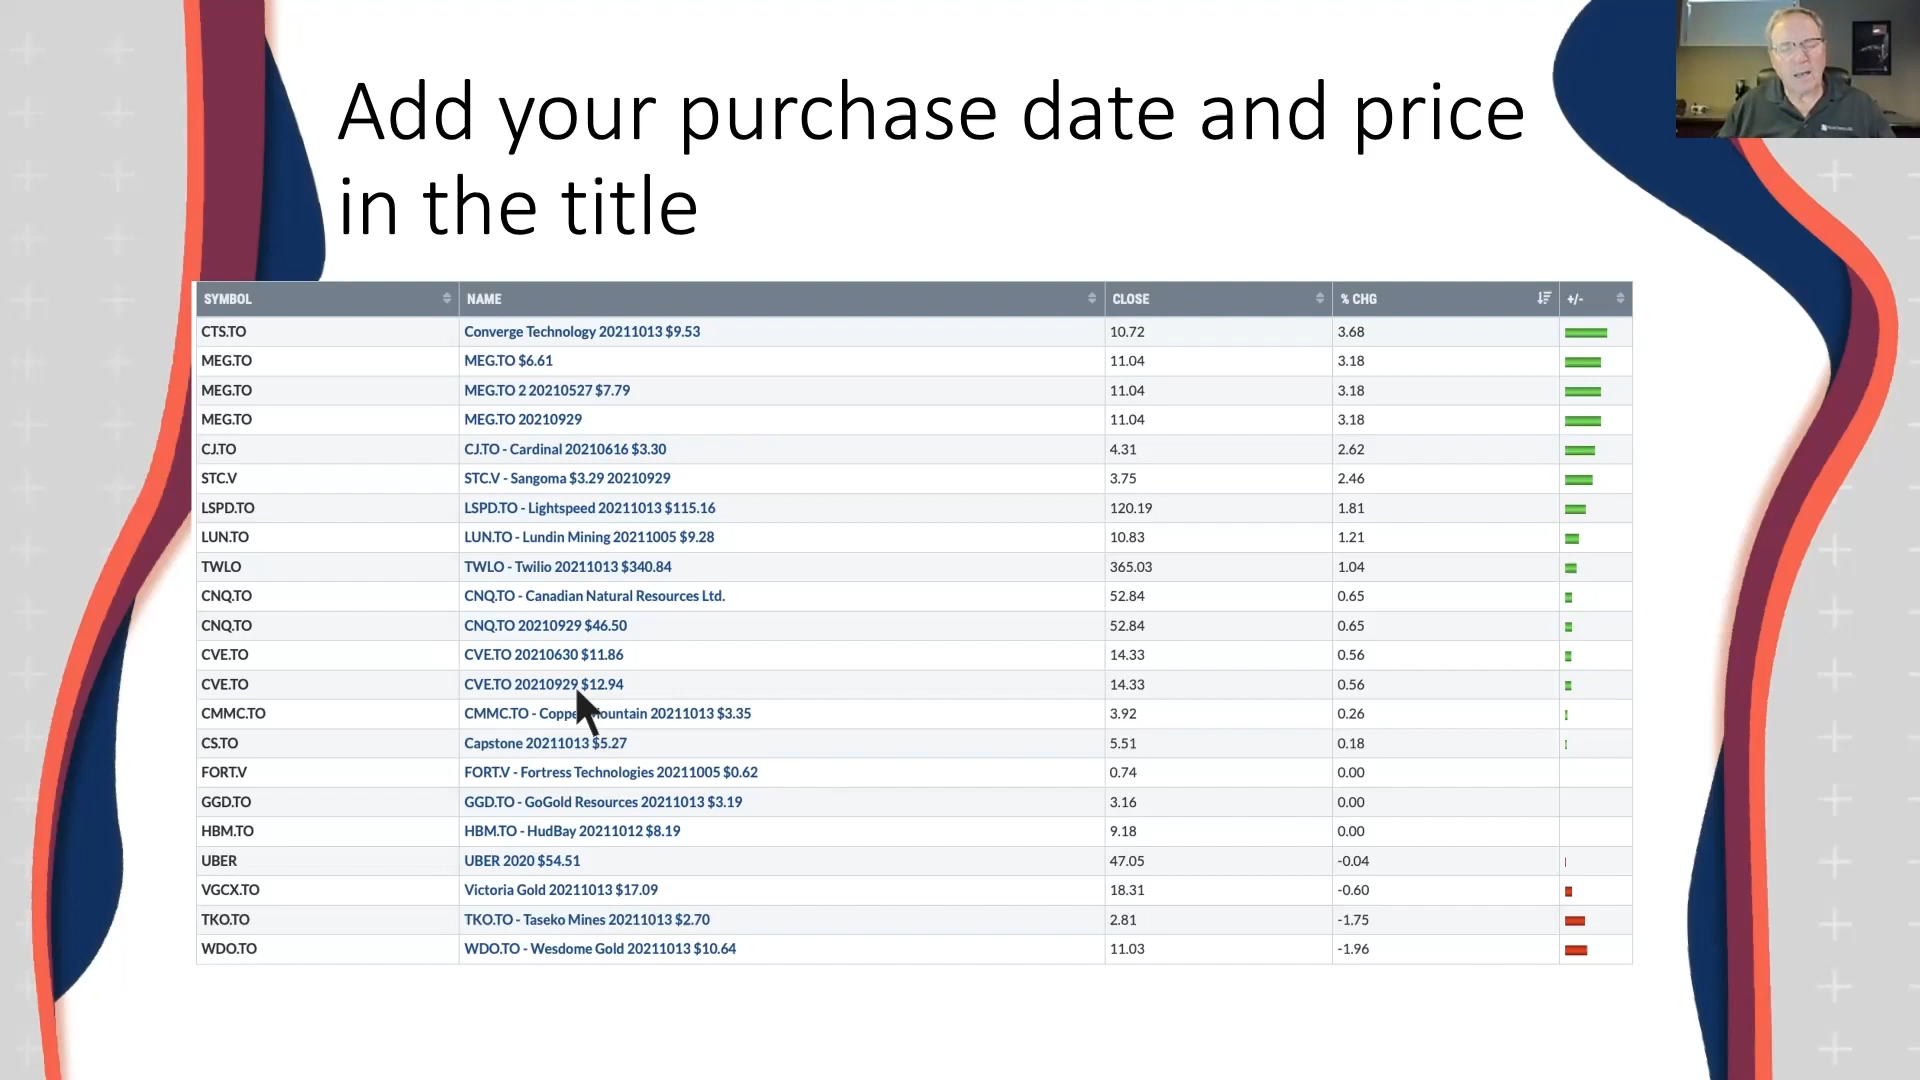 Add your purchase date and price
in the title
SYMBOL NAME CLOSE % CHG +/-
CTS.TO Converge Technology 20211013 $9.53 10.72 3.68
MEG.TO MEG.TO $6.61 11.04 3.18
MEG.TO MEG.TO 2 20210527 $7.79 11.04 3.18
MEG.TO MEG.TO 20210929 11.04 3.18
CJ.TO CJ.TO - Cardinal 20210616 $3.30 4.31 2.62
STC.V STC.V - Sangoma $3.29 20210929 3.75 2.46
LSPD.TO LSPD.TO - Lightspeed 20211013 $115.16 120.19 1.81
LUN.TO LUN.TO - Lundin Mining 20211005 $9.28 10.83 1.21
TWLO TWLO - Twilio 20211013 $340.84 365.03 1.04
CNQ.TO CNQ.TO - Canadian Natural Resources Ltd. 52.84 0.65
CNQ.TO CNQ.TO 20210929 $46.50 52.84 0.65
CVE.TO CVE.TO 20210630 $11.86 14.33 0.56
CVE.TO CVE.TO 20210929 $12.94 14.33 0.56
CMMC.TO CMMC.TO - Copper Mountain 20211013 $3.35 3.92 0.26
CS.TO Capstone 20211013 $5.27 5.51 0.18
FORT.V FORT.V - Fortress Technologies 20211005 $0.62 0.74 0.00
GGD.TO GGD.TO - GoGold Resources 20211013 $3.19 3.16 0.00
HBM.TO HBM.TO - HudBay 20211012 $8.19 9.18 0.00
UBER UBER 2020 $54.51 47.05 -0.04
VGCX.TO Victoria Gold 20211013 $17.09 18.31 -0.60
TKO.TO TKO.TO - Taseko Mines 20211013 $2.70 2.81 -1.75
WDO.TO WDO.TO - Wesdome Gold 20211013 $10.64 11.03 -1.96